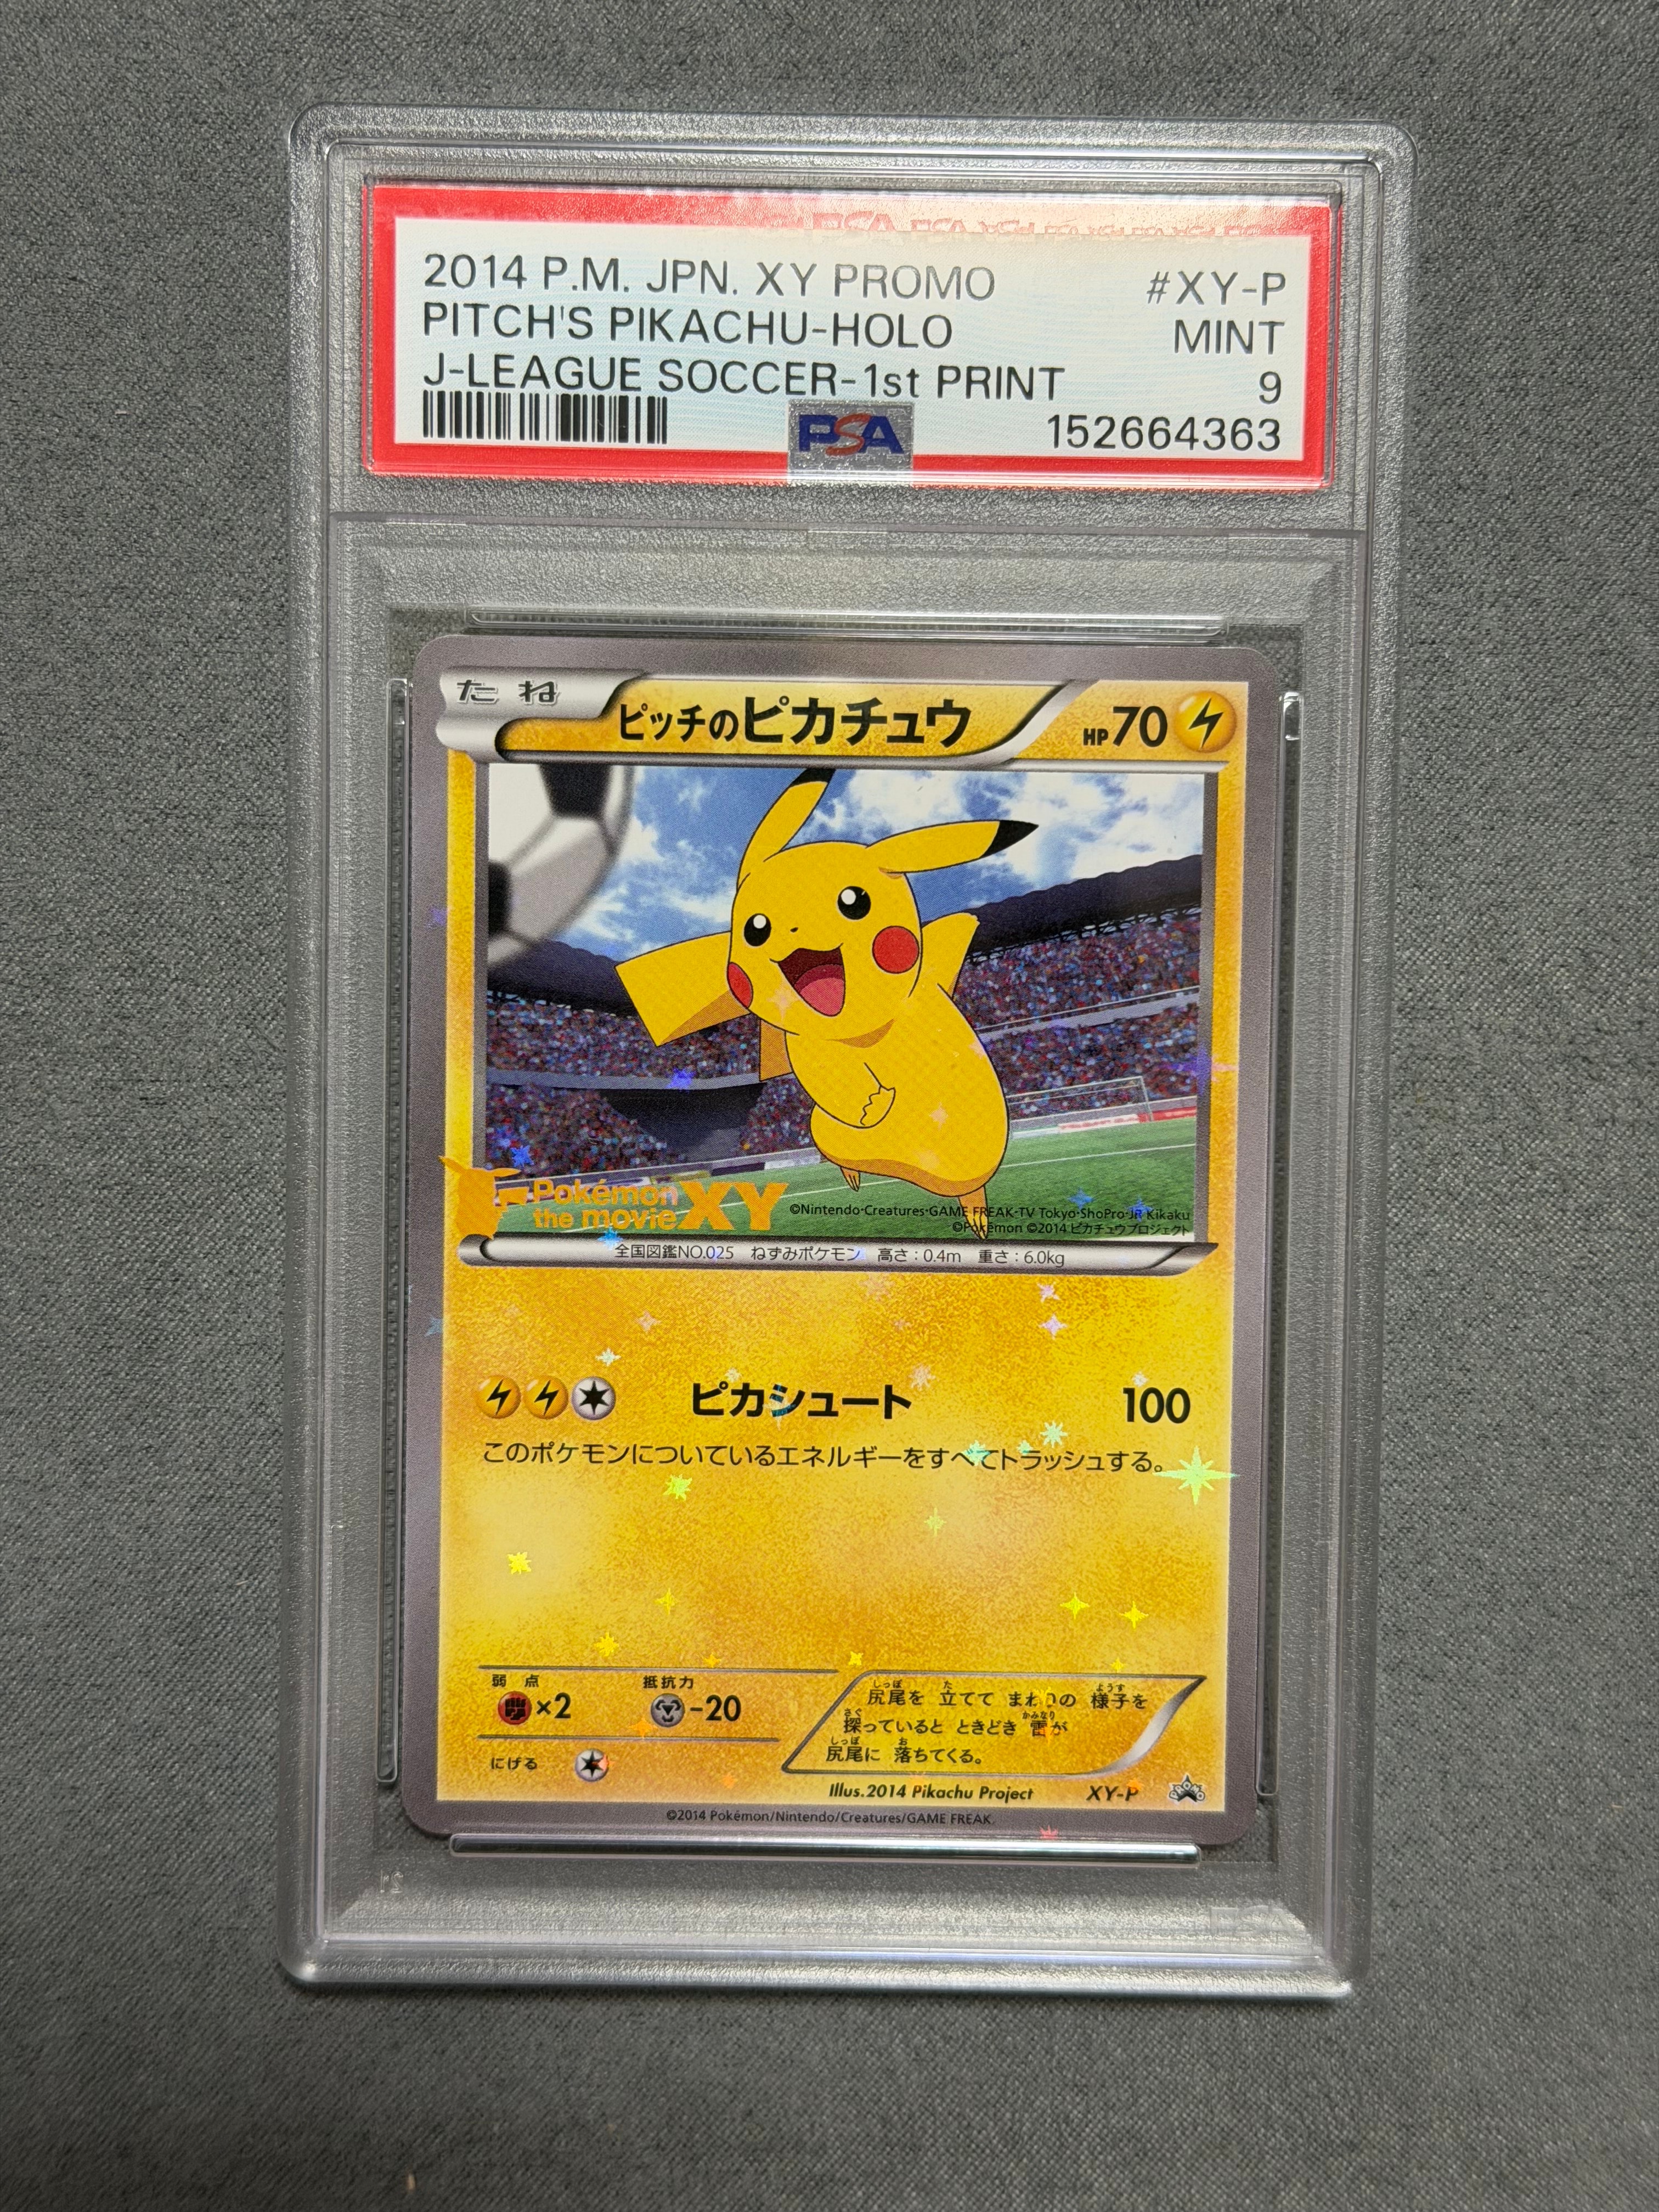 2014 P.M. JPN. XY PROMO #XY-P
PITCH'S PIKACHU-HOLO MINT
J-LEAGUE SOCCER-1st PRINT 9
PSA 152664363
たね ピッチのピカチュウ HP70
Pokémon
the movie XY
©Nintendo・Creatures・GAME FREAK・TV Tokyo・ShoPro・JR Kikaku
©Pokémon ©2014 ピカチュウプロジェクト
全国図鑑NO.025 ねずみポケモン 高さ:0.4m 重さ:6.0kg
ピカシュート 100
このポケモンについているエネルギーをすべてトラッシュする。
弱点 抵抗力
×2 -20
にげる
尻尾を 立てて まわりの 様子を
探っていると ときどき 雷が
尻尾に 落ちてくる。
Illus.2014 Pikachu Project XY-P
©2014 Pokémon/Nintendo/Creatures/GAME FREAK.